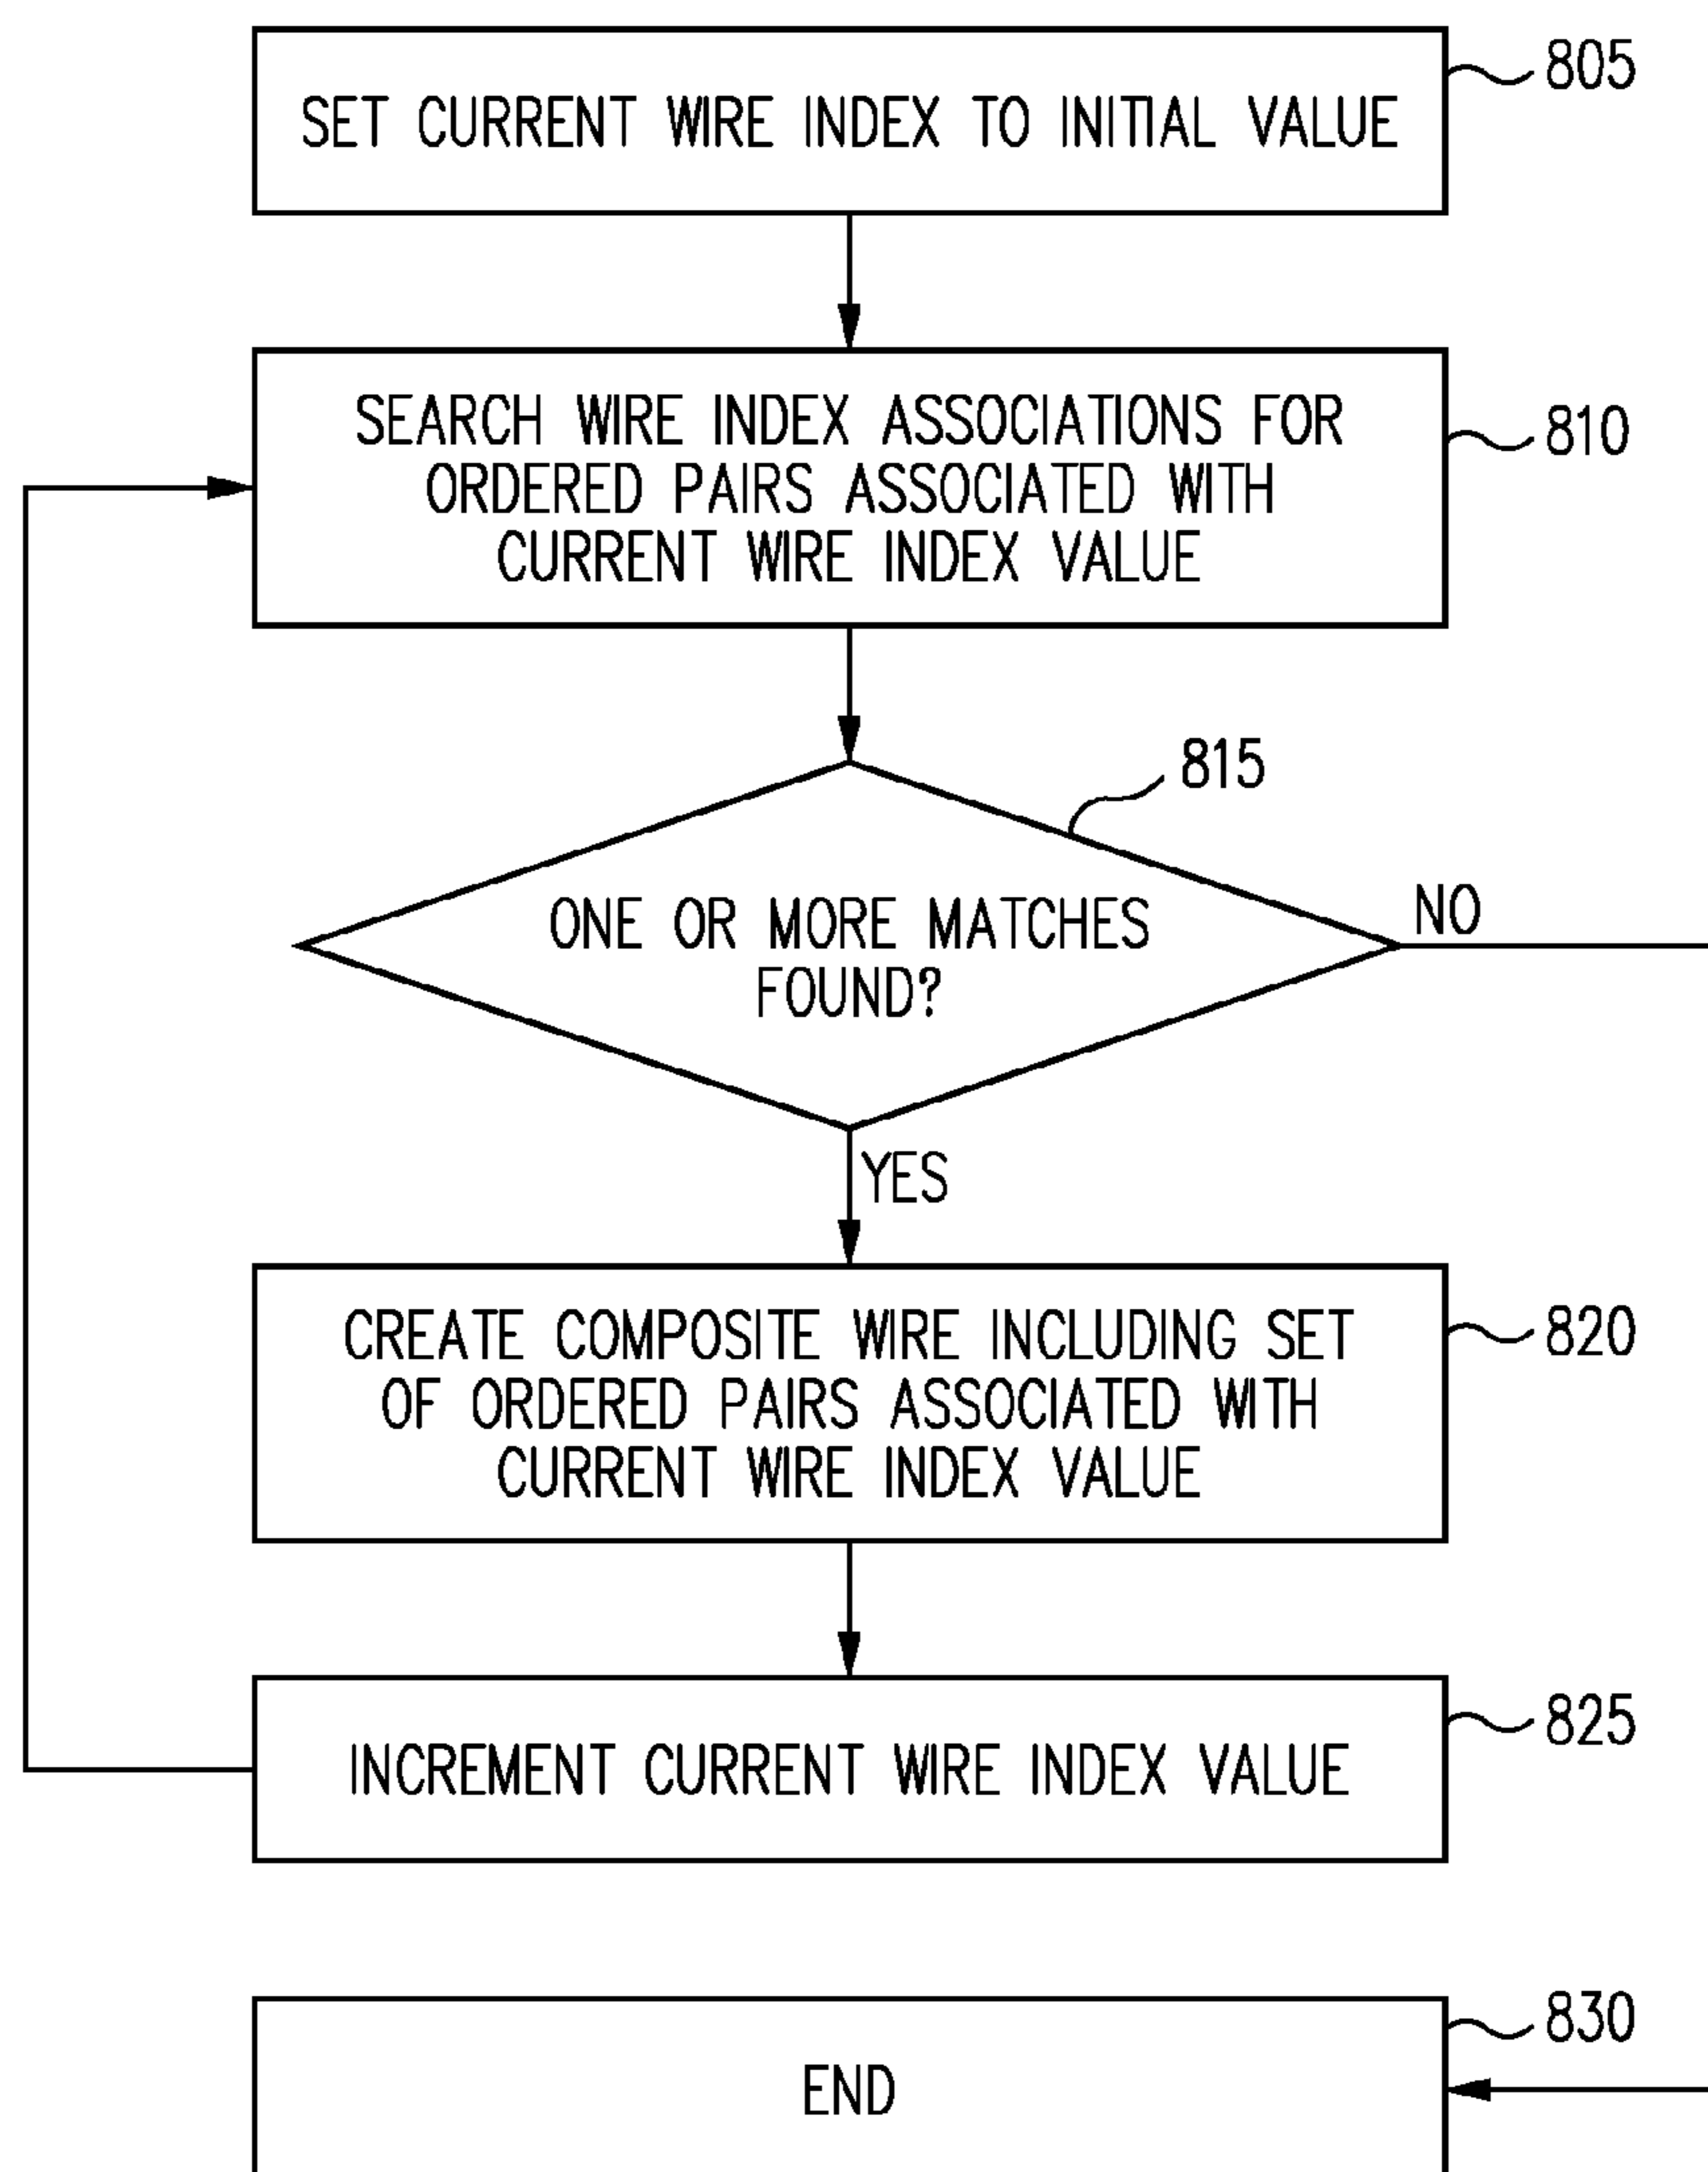 SET CURRENT WIRE INDEX TO INITIAL VALUE
805
SEARCH WIRE INDEX ASSOCIATIONS FOR
ORDERED PAIRS ASSOCIATED WITH
CURRENT WIRE INDEX VALUE
810
815
ONE OR MORE MATCHES
FOUND?
NO
YES
CREATE COMPOSITE WIRE INCLUDING SET
OF ORDERED PAIRS ASSOCIATED WITH
CURRENT WIRE INDEX VALUE
820
INCREMENT CURRENT WIRE INDEX VALUE
825
END
830